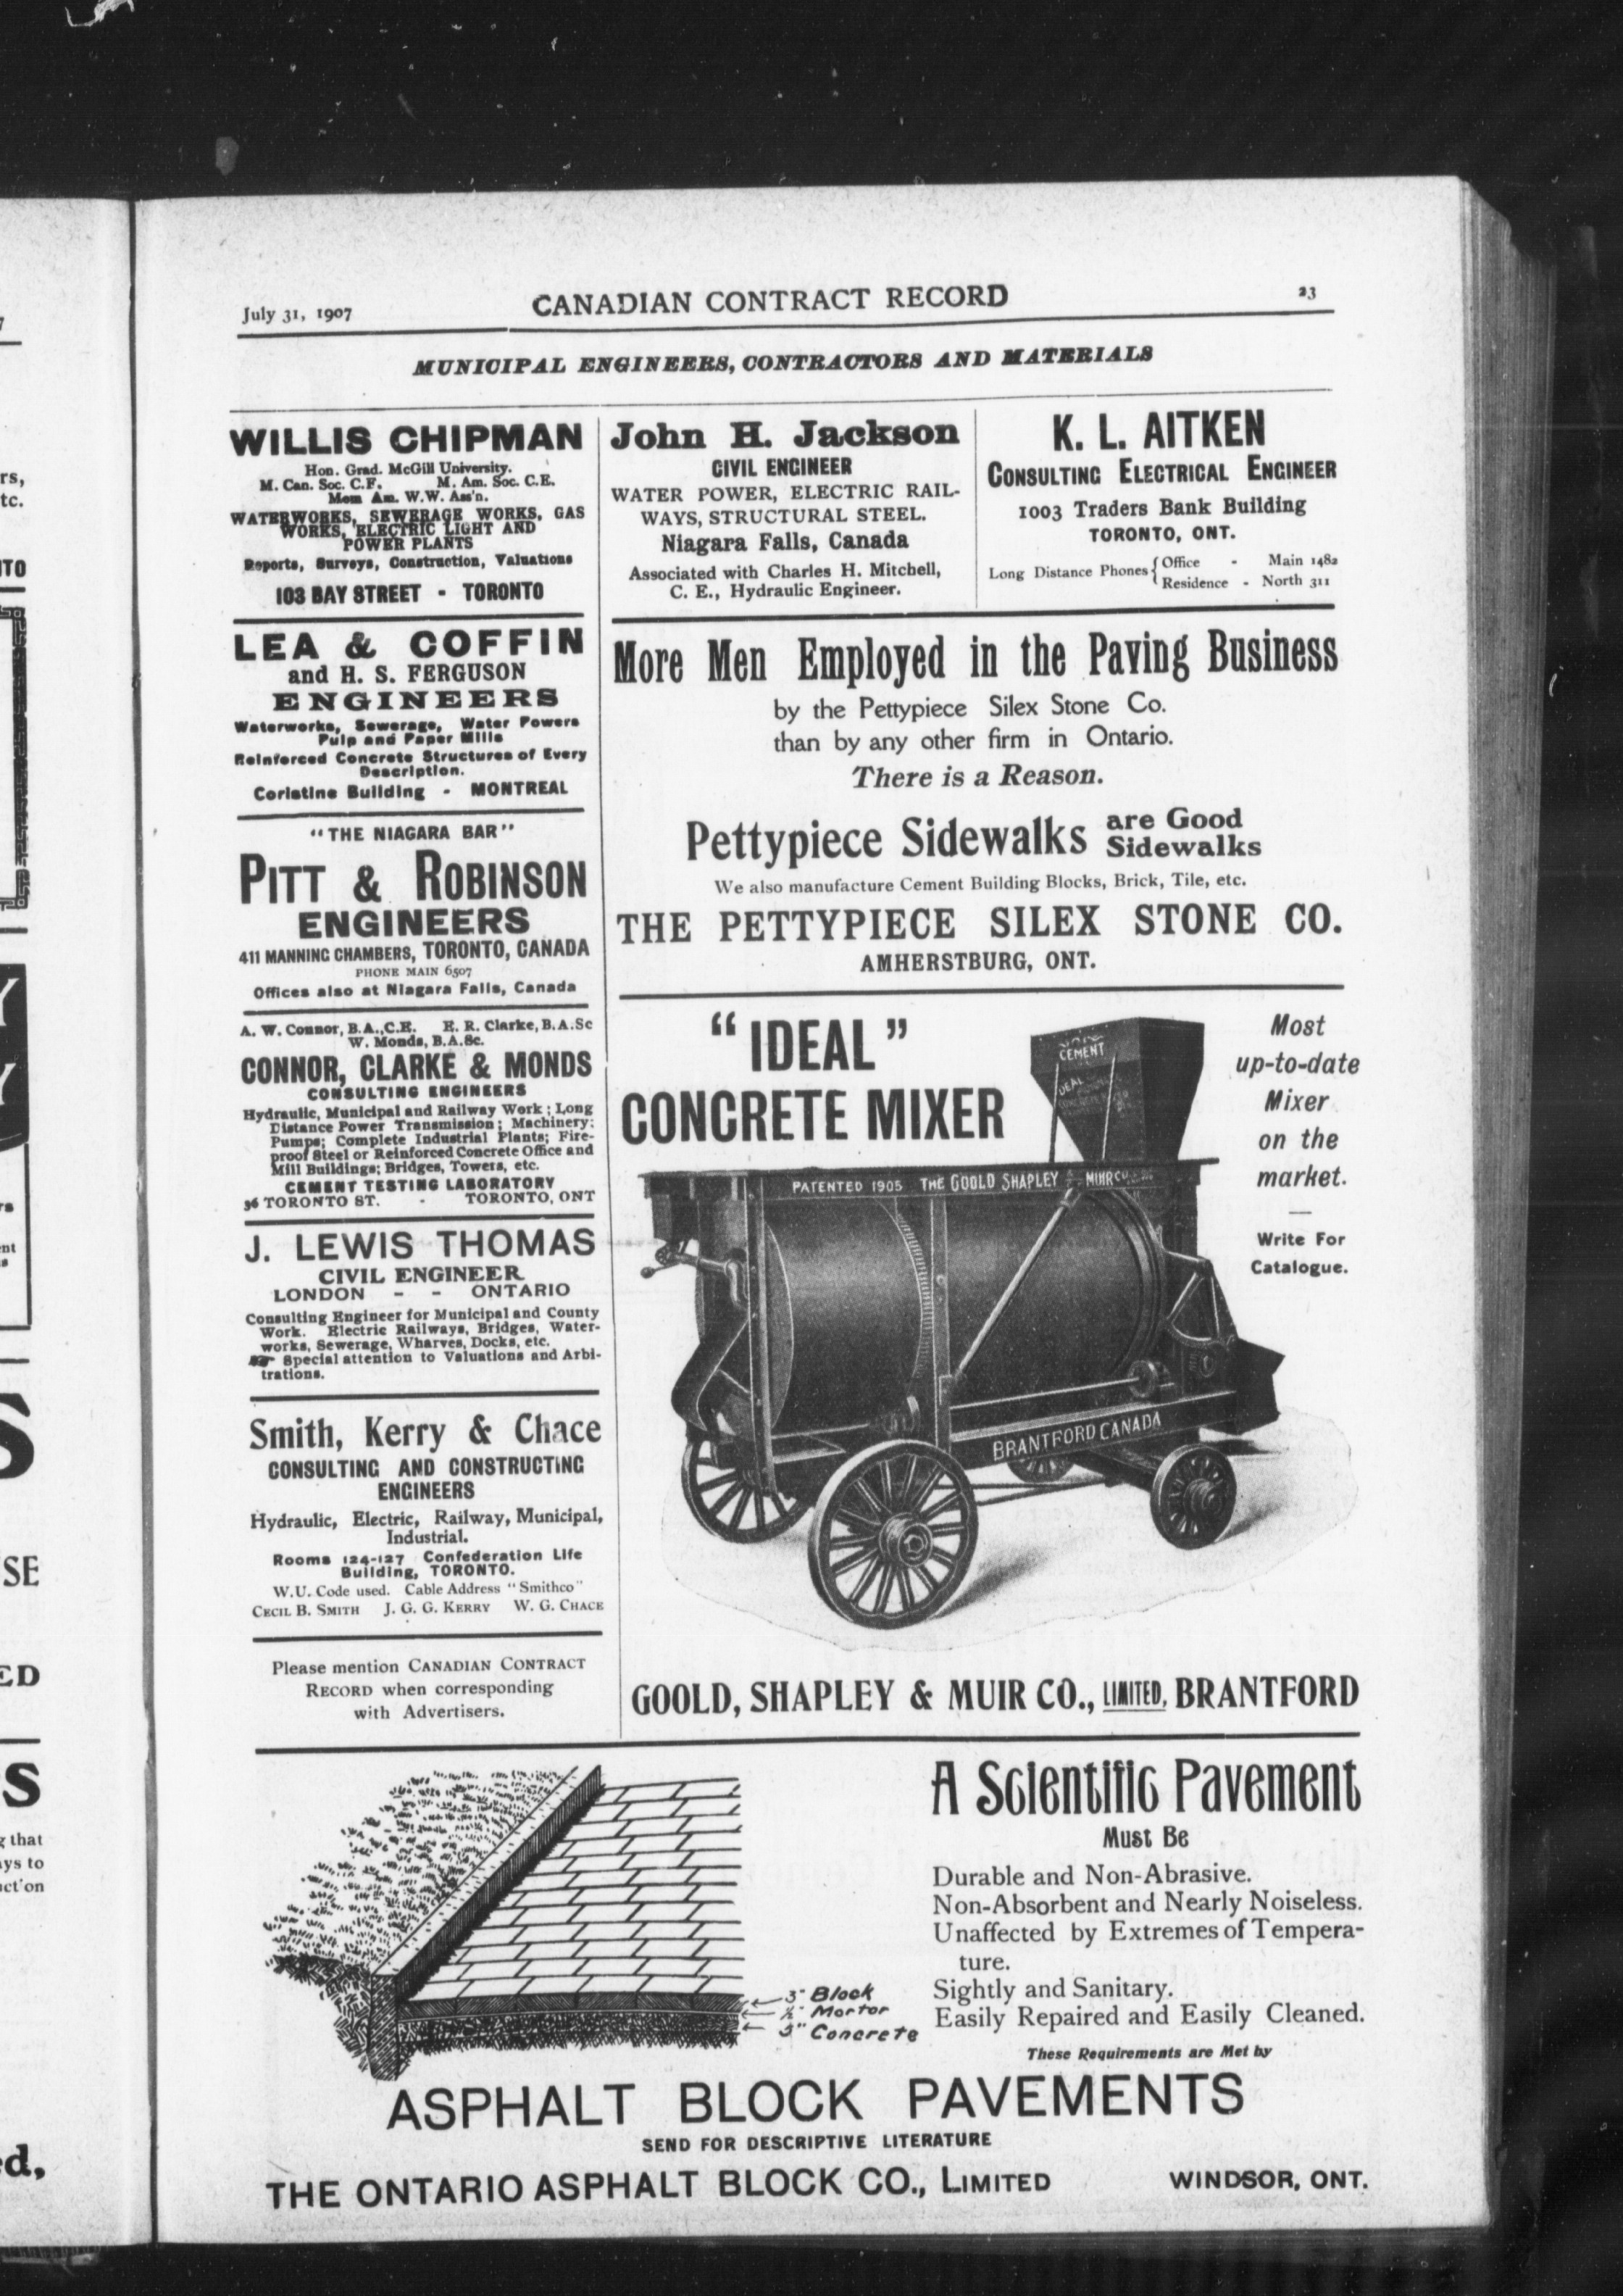 July 31, 1907
CANADIAN CONTRACT RECORD
23
MUNICIPAL ENGINEERS, CONTRACTORS AND MATERIALS
WILLIS CHIPMAN
Hon. Grad. McGill University.
M. Can. Soc. C.E. M. Am. Soc. C.E.
Mem Am. W.W. Ass'n.
WATERWORKS, SEWERAGE WORKS, GAS
WORKS, ELECTRIC LIGHT AND
POWER PLANTS
Reports, Surveys, Construction, Valuations
103 BAY STREET - TORONTO
LEA & COFFIN
and H. S. FERGUSON
ENGINEERS
Waterworks, Sewerage, Water Powers
Pulp and Paper Mills
Reinforced Concrete Structures of Every
Description.
Coristine Building - MONTREAL
"THE NIAGARA BAR"
PITT & ROBINSON
ENGINEERS
411 MANNING CHAMBERS, TORONTO, CANADA
PHONE MAIN 6507
Offices also at Niagara Falls, Canada
A. W. Connor, B.A.,C.E. E. R. Clarke, B.A.Sc
W. Monds, B.A.Sc.
CONNOR, CLARKE & MONDS
CONSULTING ENGINEERS
Hydraulic, Municipal and Railway Work ; Long
Distance Power Transmission ; Machinery;
Pumps; Complete Industrial Plants; Fire-
proof Steel or Reinforced Concrete Office and
Mill Buildings; Bridges, Towers, etc.
CEMENT TESTING LABORATORY
36 TORONTO ST. - TORONTO, ONT
J. LEWIS THOMAS
CIVIL ENGINEER
LONDON - - ONTARIO
Consulting Engineer for Municipal and County
Work. Electric Railways, Bridges, Water-
works, Sewerage, Wharves, Docks, etc.
☞ Special attention to Valuations and Arbi-
trations.
Smith, Kerry & Chace
CONSULTING AND CONSTRUCTING
ENGINEERS
Hydraulic, Electric, Railway, Municipal,
Industrial.
Rooms 124-127 Confederation Life
Building, TORONTO.
W.U. Code used. Cable Address "Smithco"
CECIL B. SMITH J. G. G. KERRY W. G. CHACE
Please mention CANADIAN CONTRACT
RECORD when corresponding
with Advertisers.
John H. Jackson
CIVIL ENGINEER
WATER POWER, ELECTRIC RAIL-
WAYS, STRUCTURAL STEEL.
Niagara Falls, Canada
Associated with Charles H. Mitchell,
C. E., Hydraulic Engineer.
K. L. AITKEN
CONSULTING ELECTRICAL ENGINEER
1003 Traders Bank Building
TORONTO, ONT.
Long Distance Phones { Office - Main 1482
Residence - North 311
More Men Employed in the Paving Business
by the Pettypiece Silex Stone Co.
than by any other firm in Ontario.
There is a Reason.
Pettypiece Sidewalks are Good Sidewalks
We also manufacture Cement Building Blocks, Brick, Tile, etc.
THE PETTYPIECE SILEX STONE CO.
AMHERSTBURG, ONT.
"IDEAL"
CONCRETE MIXER
CEMENT
IDEAL
PATENTED 1905 THE GOOLD SHAPLEY & MUIR CO.
BRANTFORD CANADA
Most
up-to-date
Mixer
on the
market.
Write For
Catalogue.
GOOLD, SHAPLEY & MUIR CO., LIMITED, BRANTFORD
3" Block
½" Mortor
3" Concrete
A Scientific Pavement
Must Be
Durable and Non-Abrasive.
Non-Absorbent and Nearly Noiseless.
Unaffected by Extremes of Tempera-
ture.
Sightly and Sanitary.
Easily Repaired and Easily Cleaned.
These Requirements are Met by
ASPHALT BLOCK PAVEMENTS
SEND FOR DESCRIPTIVE LITERATURE
THE ONTARIO ASPHALT BLOCK CO., LIMITED WINDSOR, ONT.